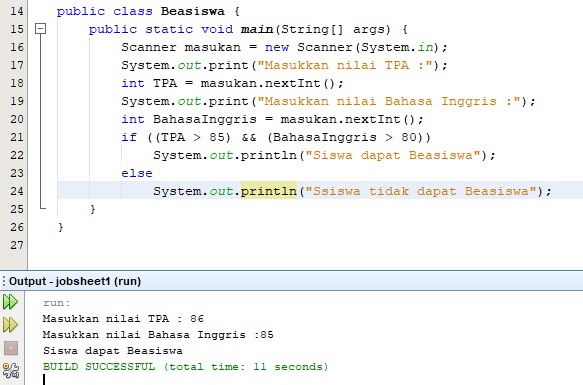 14 public class Beasiswa {
15 public static void main(String[] args) {
16 Scanner masukan = new Scanner(System.in);
17 System.out.print("Masukkan nilai TPA :");
18 int TPA = masukan.nextInt();
19 System.out.print("Masukkan nilai Bahasa Inggris :");
20 int BahasaInggris = masukan.nextInt();
21 if ((TPA > 85) && (BahasaInggris > 80))
22 System.out.println("Siswa dapat Beasiswa");
23 else
24 System.out.println("Ssiswa tidak dapat Beasiswa");
25 }
26 }
27
Output - jobsheet1 (run)
run:
Masukkan nilai TPA : 86
Masukkan nilai Bahasa Inggris :85
Siswa dapat Beasiswa
BUILD SUCCESSFUL (total time: 11 seconds)